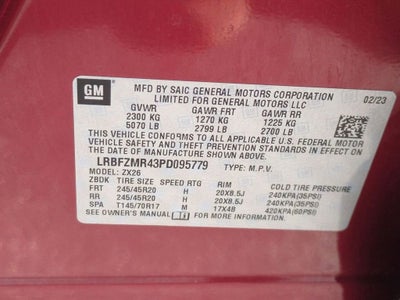 GM
MFD BY SAIC GENERAL MOTORS CORPORATION
LIMITED FOR GENERAL MOTORS LLC
02/23
GVWR GAWR FRT GAWR RR
2300 KG 1270 KG 1225 KG
5070 LB 2799 LB 2700 LB
THIS VEHICLE CONFORMS TO ALL APPLICABLE U.S. FEDERAL MOTOR
VEHICLE SAFETY AND THEFT PREVENTION STANDARDS IN EFFECT
ON THE DATE OF MANUFACTURE SHOWN ABOVE.
LRBFZMR43PD095779 TYPE: M.P.V.
MODEL: ZX26
ZBDK TIRE SIZE SPEED RTG RIM COLD TIRE PRESSURE
FRT 245/45R20 H 20X8.5J 240KPA(35PSI)
RR 245/45R20 H 20X8.5J 240KPA(35PSI)
SPA T145/70R17 M 17X4B 420KPA(60PSI)
SEE OWNER'S MANUAL FOR MORE INFORMATION.